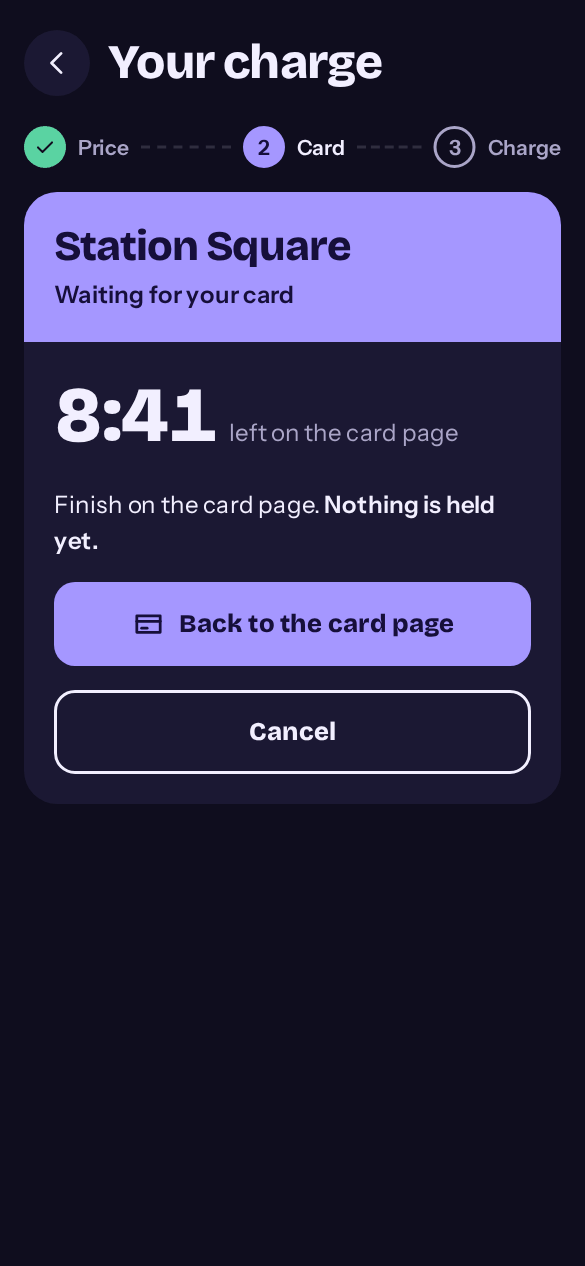 Your charge
Price
2
Card
3
Charge
Station Square
Waiting for your card
8:41 left on the card page
Finish on the card page. Nothing is held
yet.
Back to the card page
Cancel